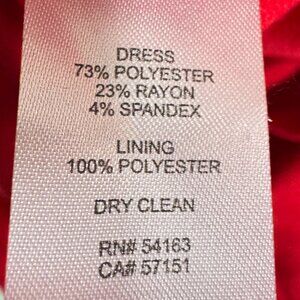 DRESS
73% POLYESTER
23% RAYON
4% SPANDEX
LINING
100% POLYESTER
DRY CLEAN
RN# 54163
CA# 57151